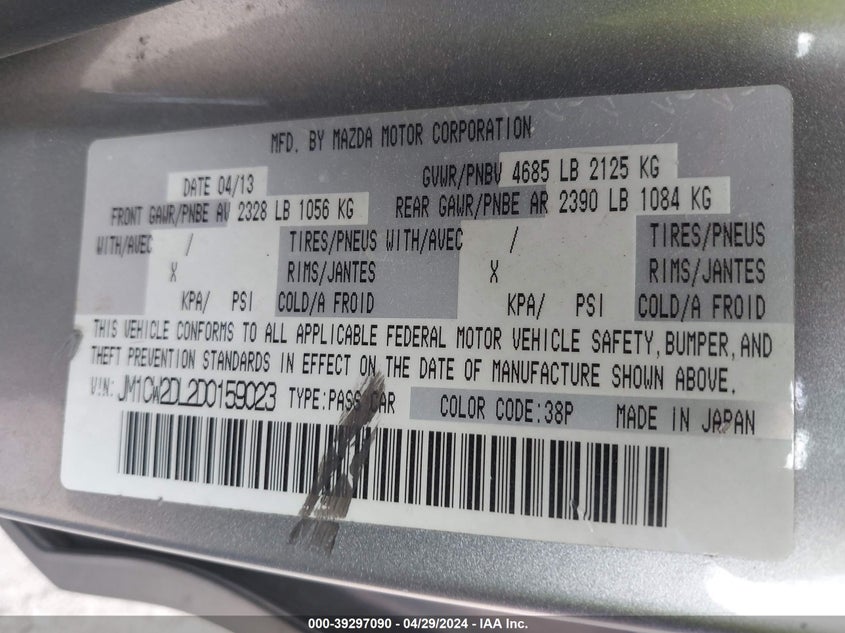 MFD. BY MAZDA MOTOR CORPORATION
DATE 04/13 GVWR/PNBV 4685 LB 2125 KG
FRONT GAWR/PNBE AV 2328 LB 1056 KG REAR GAWR/PNBE AR 2390 LB 1084 KG
WITH/AVEC / TIRES/PNEUS WITH/AVEC / TIRES/PNEUS
X RIMS/JANTES X RIMS/JANTES
KPA/ PSI COLD/A FROID KPA/ PSI COLD/A FROID
THIS VEHICLE CONFORMS TO ALL APPLICABLE FEDERAL MOTOR VEHICLE SAFETY, BUMPER, AND
THEFT PREVENTION STANDARDS IN EFFECT ON THE DATE OF MANUFACTURE SHOWN ABOVE.
V.I.N: JM1CW2DL2D0159023 TYPE:PASS CAR COLOR CODE:38P MADE IN JAPAN
000-39297090 - 04/29/2024 - IAA Inc.